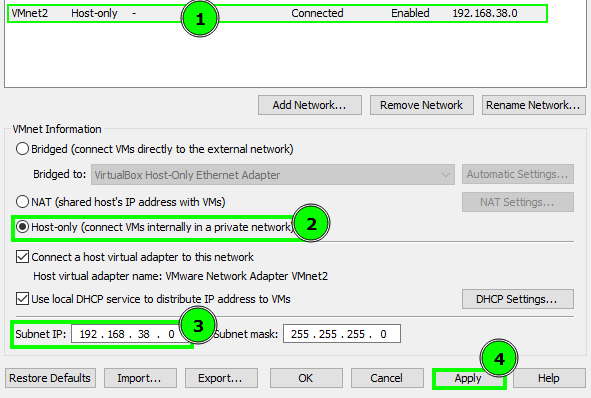 VMnet2 Host-only - Connected Enabled 192.168.38.0
1
Add Network... Remove Network Rename Network...
VMnet Information
Bridged (connect VMs directly to the external network)
Bridged to: VirtualBox Host-Only Ethernet Adapter Automatic Settings...
NAT (shared host's IP address with VMs) NAT Settings...
Host-only (connect VMs internally in a private network)
2
Connect a host virtual adapter to this network
Host virtual adapter name: VMware Network Adapter VMnet2
Use local DHCP service to distribute IP address to VMs DHCP Settings...
3
Subnet IP: 192 . 168 . 38 . 0 Subnet mask: 255 . 255 . 255 . 0
4
Restore Defaults Import... Export... OK Cancel Apply Help